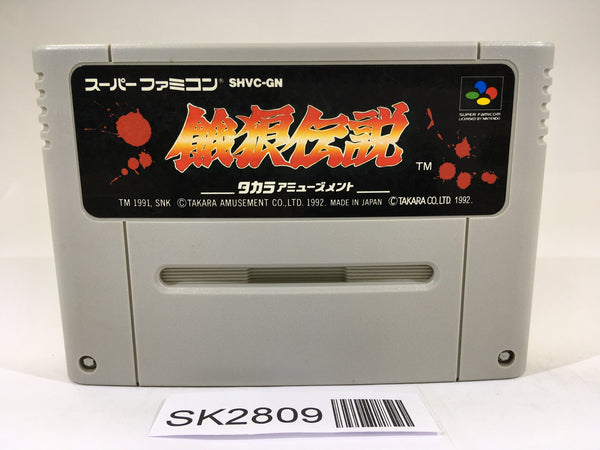 スーパーファミコン® SHVC-GN
SUPER FAMICOM
LICENSED BY NINTENDO
餓狼伝説
TM
タカラアミューズメント
TM 1991, SNK ©TAKARA AMUSEMENT CO., LTD. 1992. MADE IN JAPAN ©TAKARA CO., LTD. 1992.
SK2809